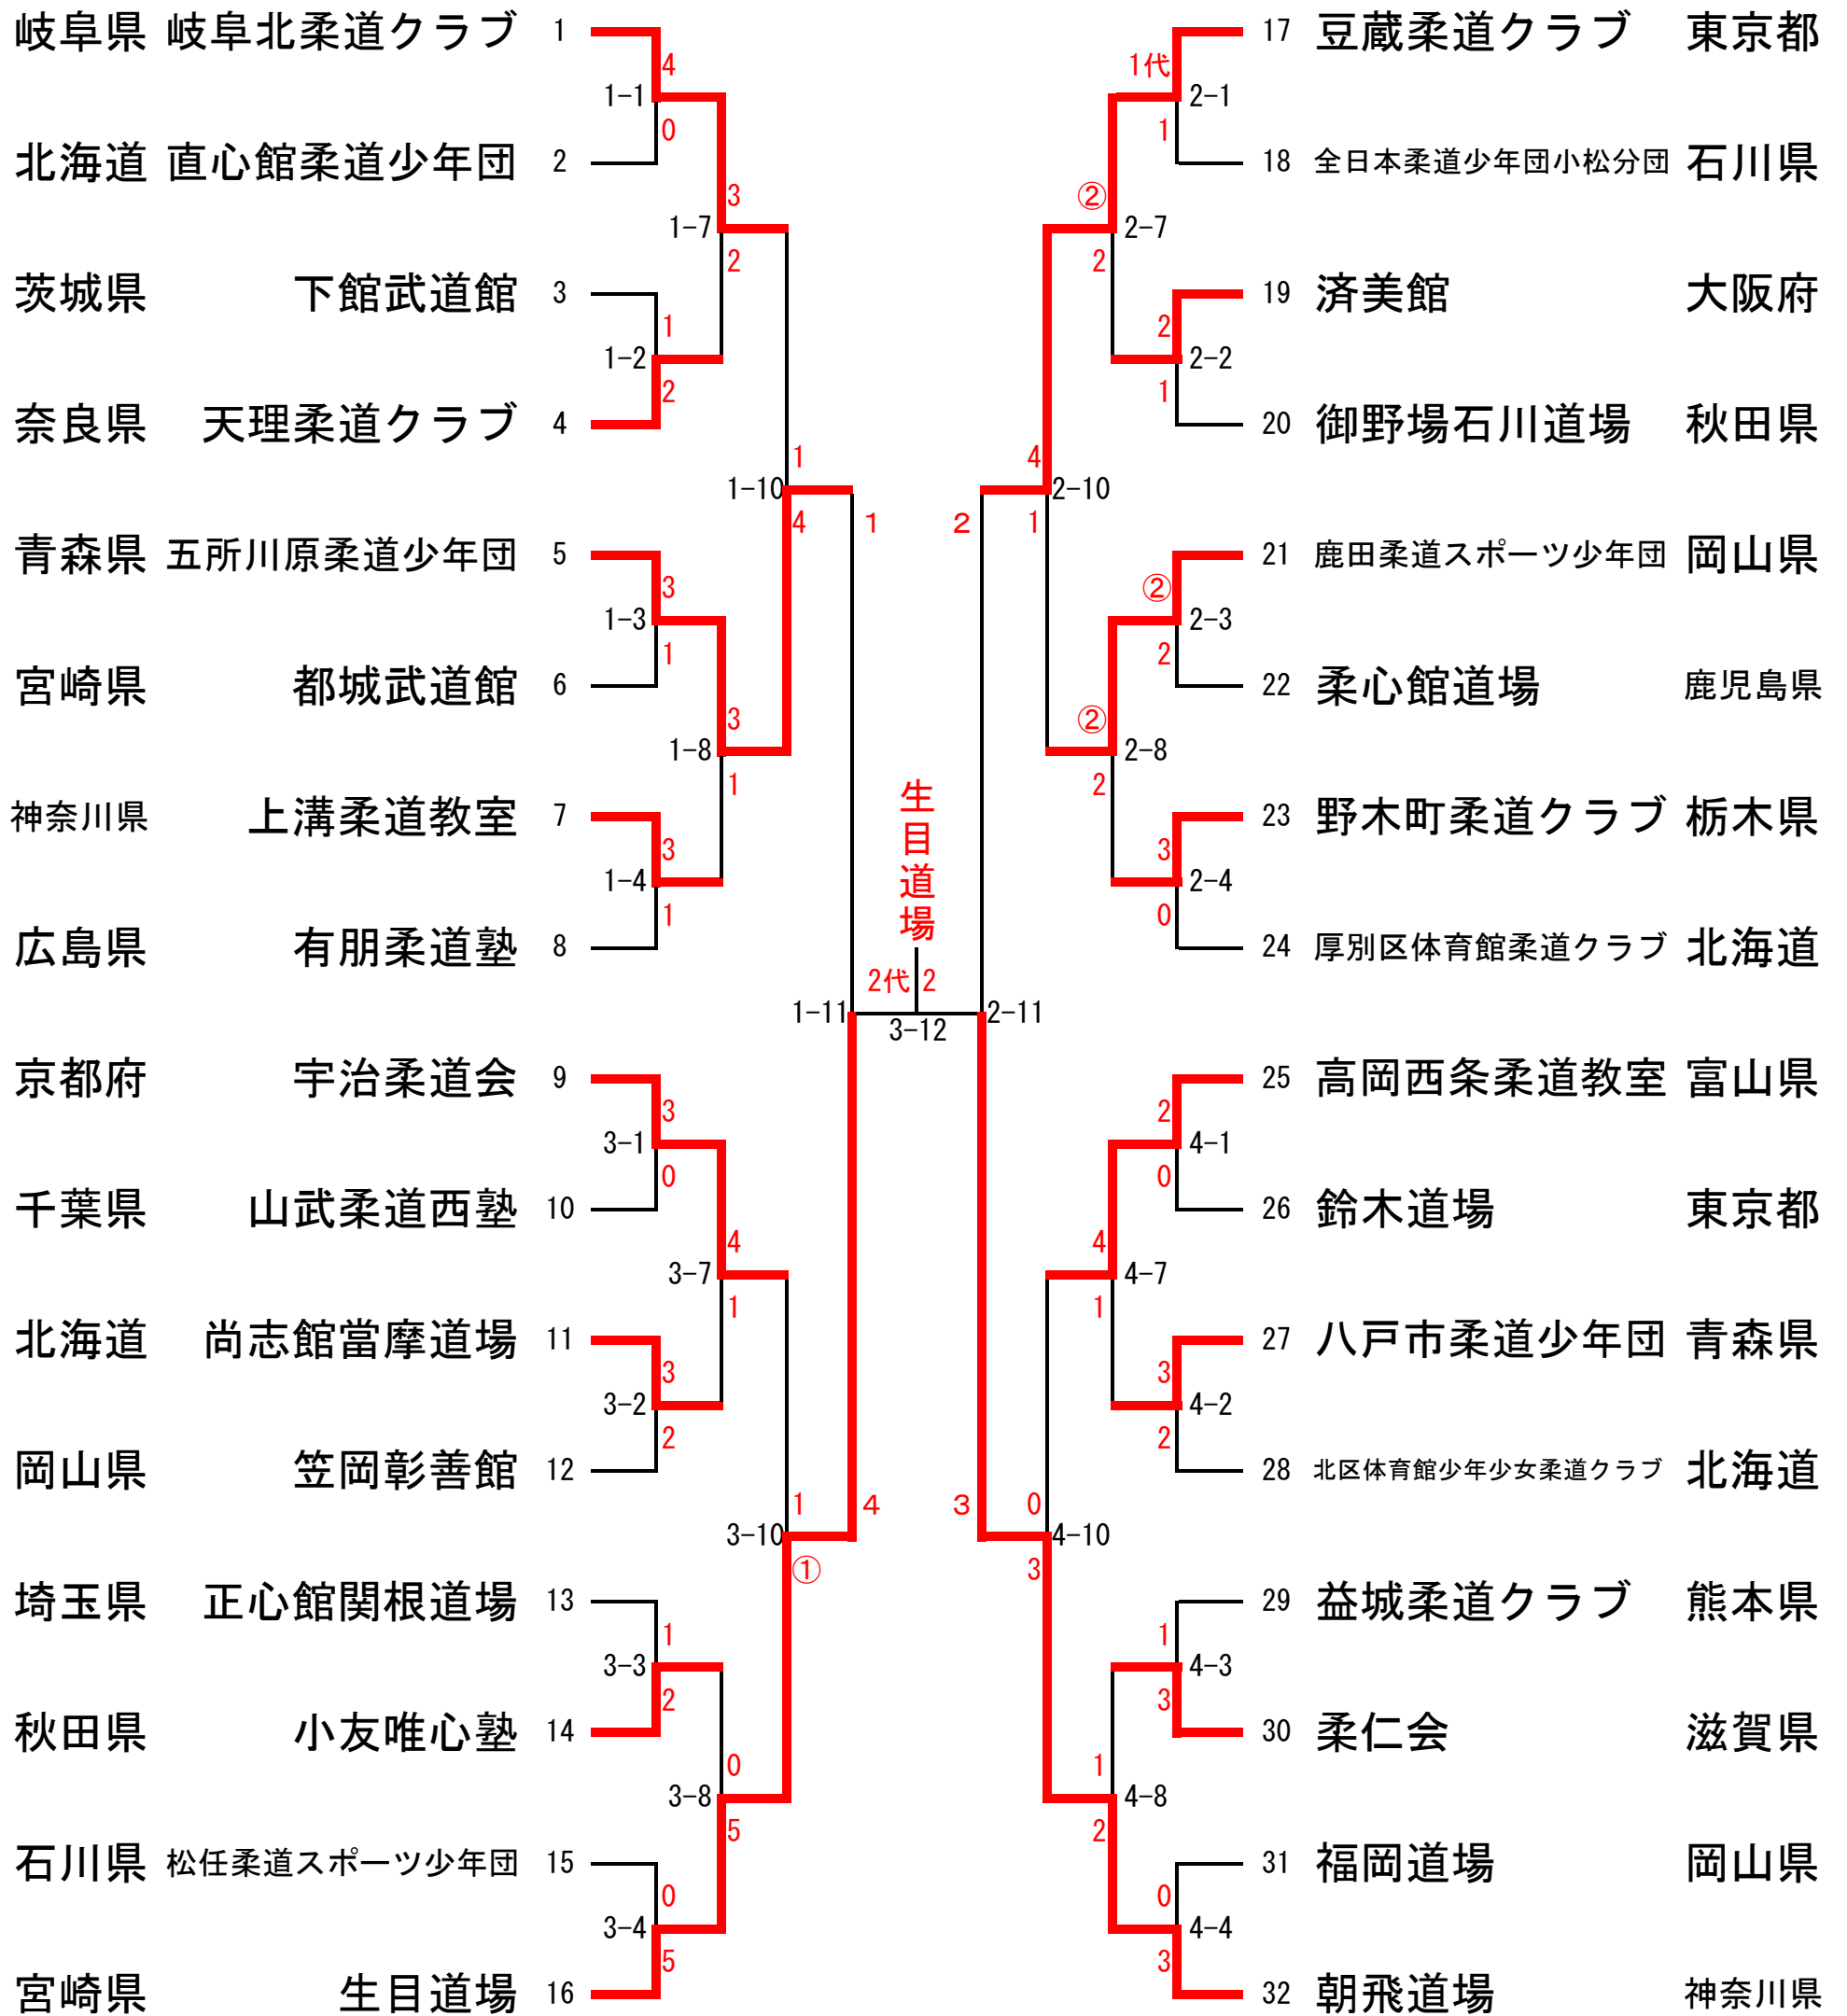 岐阜県 岐阜北柔道クラブ 1 17 豆蔵柔道クラブ 東京都
4 1代
1-1 2-1
0 1
北海道 直心館柔道少年団 2 18 全日本柔道少年団小松分団 石川県
3 ②
1-7 2-7
2 2
茨城県 下館武道館 3 19 済美館 大阪府
1 2
1-2 2-2
2 1
奈良県 天理柔道クラブ 4 20 御野場石川道場 秋田県
1 4
1-10 2-10
4 1 2 1
青森県 五所川原柔道少年団 5 21 鹿田柔道スポーツ少年団 岡山県
3 ②
1-3 2-3
1 2
宮崎県 都城武道館 6 22 柔心館道場 鹿児島県
3 ②
1-8 2-8
1 2
生目道場
神奈川県 上溝柔道教室 7 23 野木町柔道クラブ 栃木県
3 3
1-4 2-4
1 0
広島県 有朋柔道塾 8 24 厚別区体育館柔道クラブ 北海道
2代 2
1-11 2-11
3-12
京都府 宇治柔道会 9 25 高岡西条柔道教室 富山県
3 2
3-1 4-1
0 0
千葉県 山武柔道西塾 10 26 鈴木道場 東京都
4 4
3-7 4-7
1 1
北海道 尚志館當摩道場 11 27 八戸市柔道少年団 青森県
3 3
3-2 4-2
2 2
岡山県 笠岡彰善館 12 28 北区体育館少年少女柔道クラブ 北海道
1 4 3 0
3-10 4-10
① 3
埼玉県 正心館関根道場 13 29 益城柔道クラブ 熊本県
1 1
3-3 4-3
2 3
秋田県 小友唯心塾 14 30 柔仁会 滋賀県
0 1
3-8 4-8
5 2
石川県 松任柔道スポーツ少年団 15 31 福岡道場 岡山県
0 0
3-4 4-4
5 3
宮崎県 生目道場 16 32 朝飛道場 神奈川県